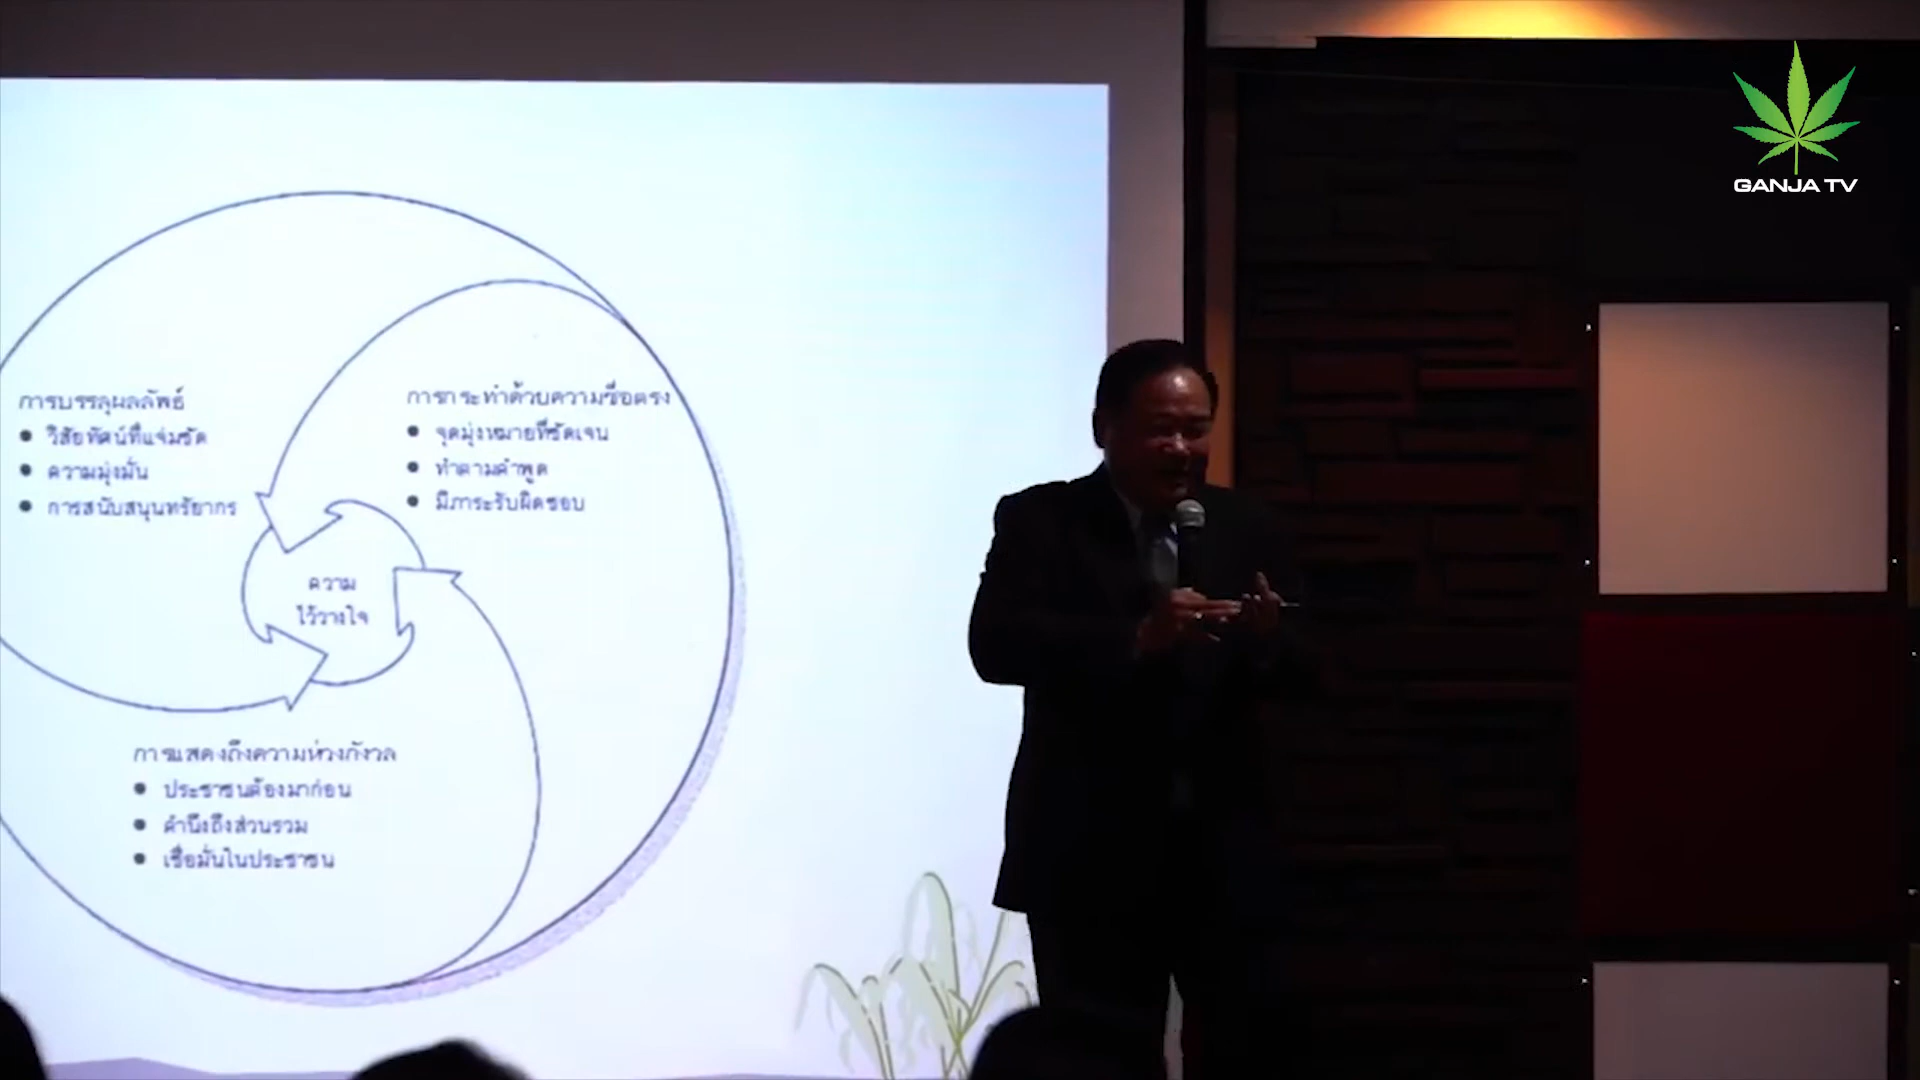 GANJA TV
การบรรลุผลลัพธ์
● วิสัยทัศน์ที่แจ่มชัด
● ความมุ่งมั่น
● การสนับสนุนทรัยากร
การกระทำด้วยความซื่อตรง
● จุดมุ่งหมายที่ชัดเจน
● ทำตามคำพูด
● มีภาระรับผิดชอบ
ความ
ไว้วางใจ
การแสดงถึงความห่วงกังวล
● ประชาชนต้องมาก่อน
● คำนึงถึงส่วนรวม
● เชื่อมั่นในประชาชน